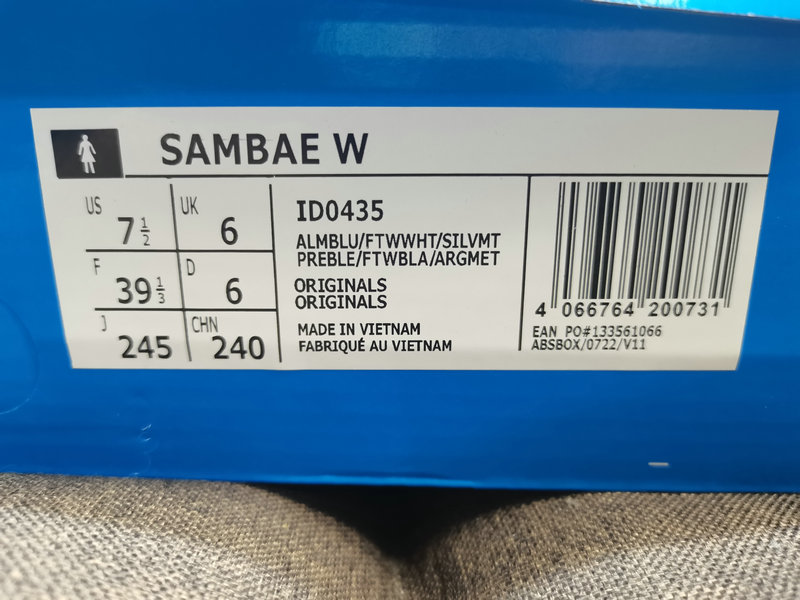 SAMBAE W
US 7 1/2 UK 6
F 39 1/3 D 6
J 245 CHN 240
ID0435
ALMBLU/FTWWHT/SILVMT
PREBLE/FTWBLA/ARGMET
ORIGINALS
ORIGINALS
MADE IN VIETNAM
FABRIQUÉ AU VIETNAM
4 066764 200731
EAN PO#133561066
ABSBOX/0722/V11